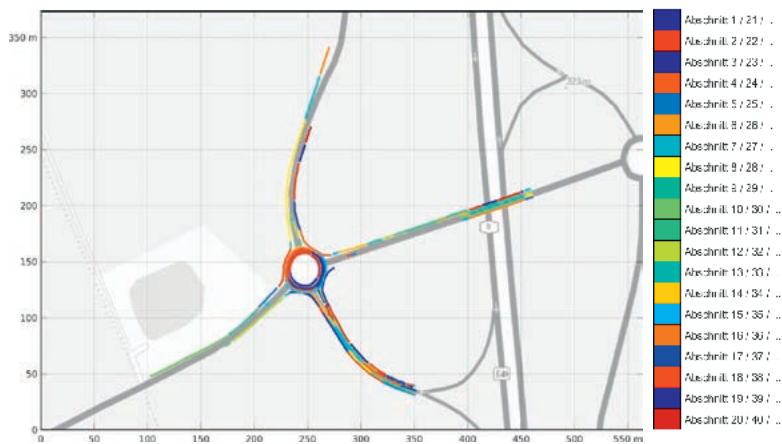 350 m
300
250
200
150
100
50
0
0
50
100
150
200
250
300
350
400
450
500
550 m
Abschnitt 1 / 21 / ...
Abschnitt 2 / 22 / ...
Abschnitt 3 / 23 / ...
Abschnitt 4 / 24 / ...
Abschnitt 5 / 25 / ...
Abschnitt 6 / 26 / ...
Abschnitt 7 / 27 / ...
Abschnitt 8 / 28 / ...
Abschnitt 9 / 29 / ...
Abschnitt 10 / 30 / ...
Abschnitt 11 / 31 / ...
Abschnitt 12 / 32 / ...
Abschnitt 13 / 33 / ...
Abschnitt 14 / 34 / ...
Abschnitt 15 / 35 / ...
Abschnitt 16 / 36 / ...
Abschnitt 17 / 37 / ...
Abschnitt 18 / 38 / ...
Abschnitt 19 / 39 / ...
Abschnitt 20 / 40 / ...